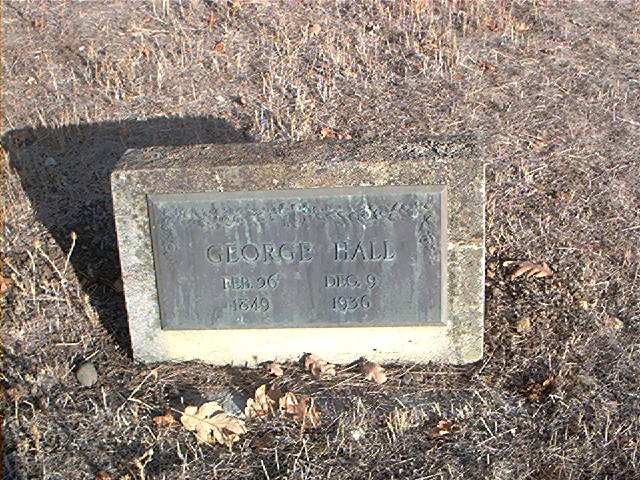 GEORGE HALL
FEB. 26 DEC. 9
1849 1936